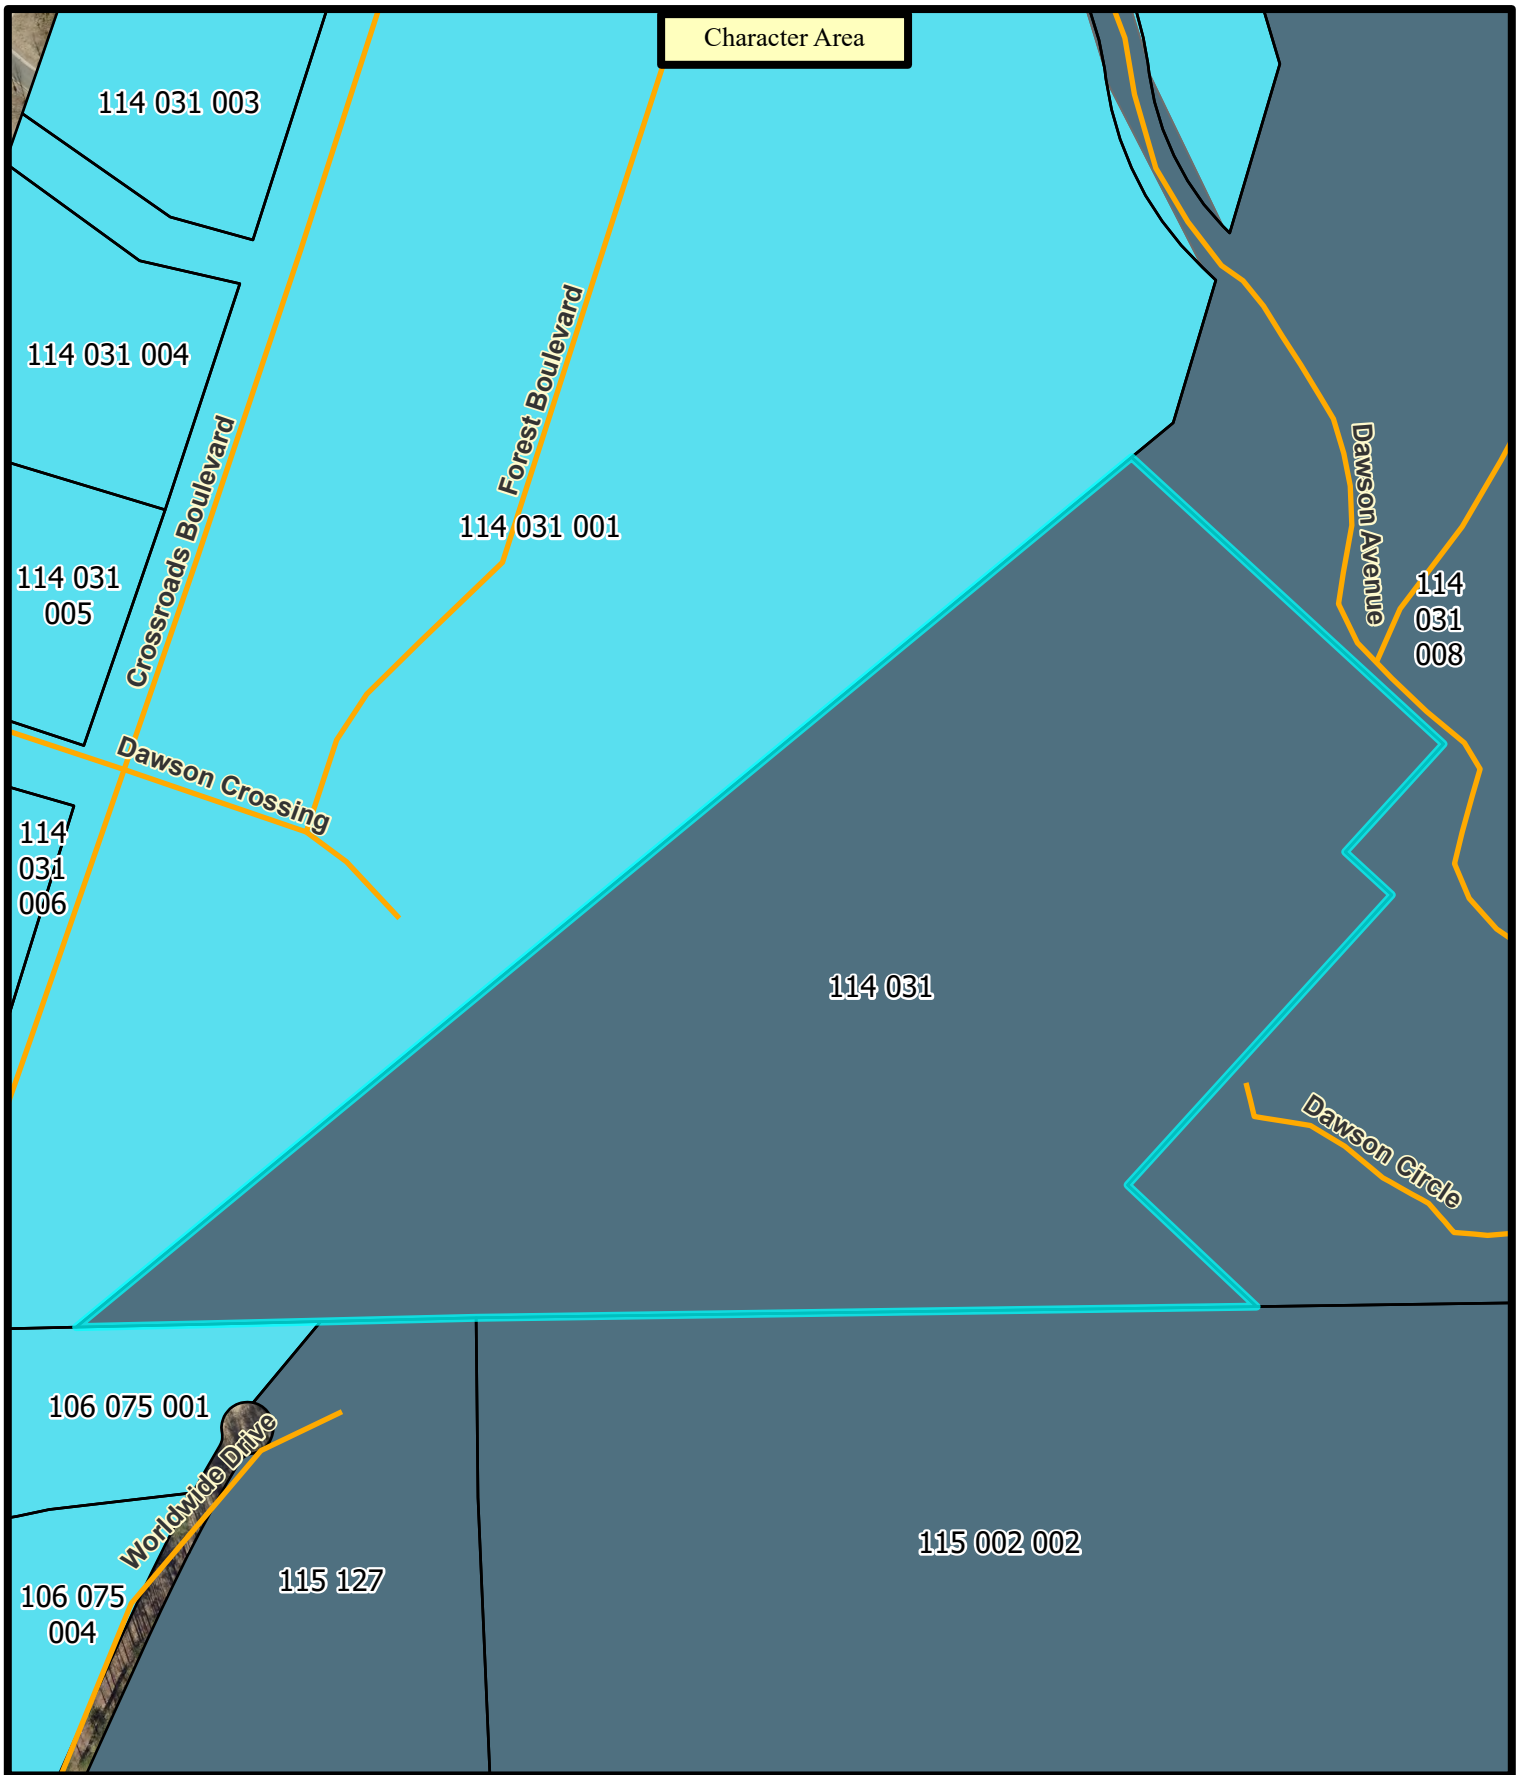 Character Area
114 031 003
114 031 004
Forest Boulevard
Crossroads Boulevard
114 031 001
Dawson Avenue
114 031
005
114
031
008
Dawson Crossing
114
031
006
114 031
Dawson Circle
106 075 001
Worldwide Drive
115 002 002
115 127
106 075
004